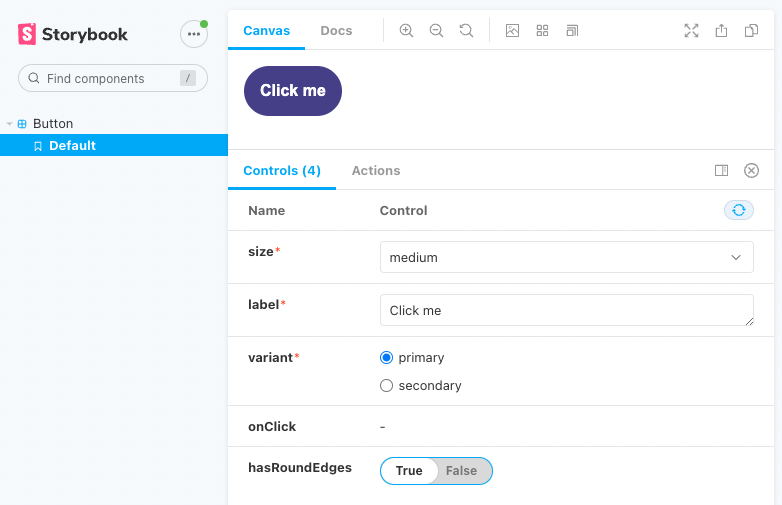 Storybook
Find components
/
Button
Default
Canvas Docs
Click me
Controls (4) Actions
Name Control
size* medium
label* Click me
variant* primary
secondary
onClick -
hasRoundEdges True False